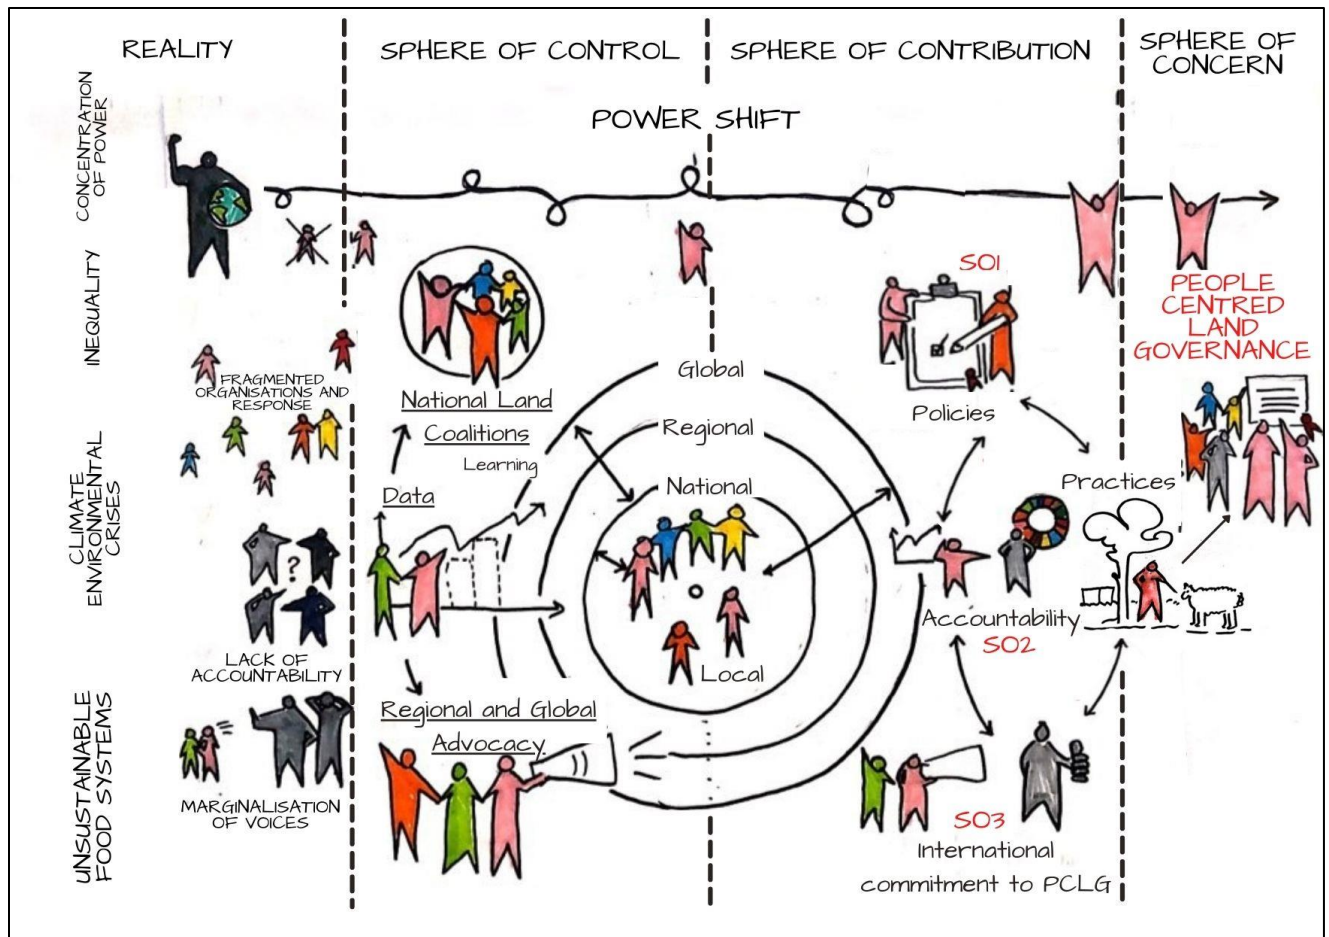 REALITY
SPHERE OF CONTROL
SPHERE OF CONTRIBUTION
SPHERE OF
CONCERN
POWER SHIFT
CONCENTRATION
OF POWER
INEQUALITY
CLIMATE
ENVIRONMENTAL
CRISES
UNSUSTAINABLE
FOOD SYSTEMS
FRAGMENTED
ORGANISATIONS AND
RESPONSE
?
LACK OF
ACCOUNTABILITY
MARGINALISATION
OF VOICES
National Land
Coalitions
Learning
Data
Regional and Global
Advocacy
Global
Regional
National
Local
SO1
Policies
Practices
Accountability
SO2
SO3
International
commitment to PCLG
PEOPLE
CENTRED
LAND
GOVERNANCE